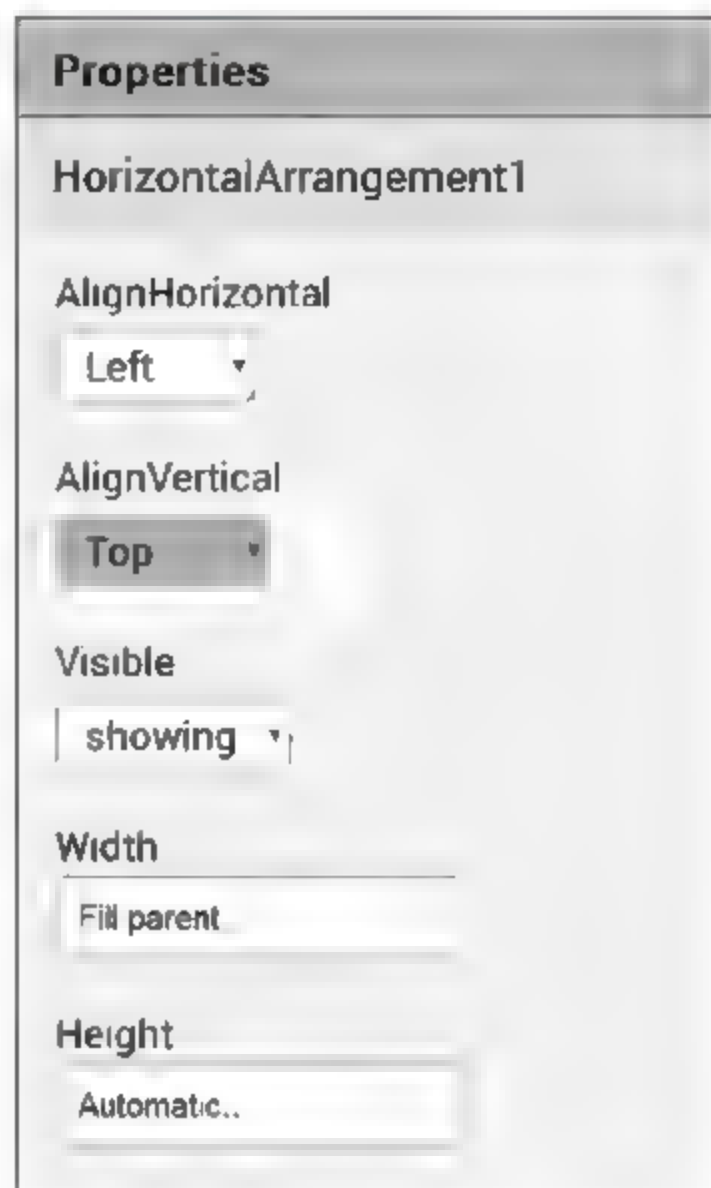 Properties
HorizontalArrangement1
AlignHorizontal
Left
AlignVertical
Top
Visible
showing
Width
Fill parent..
Height
Automatic..